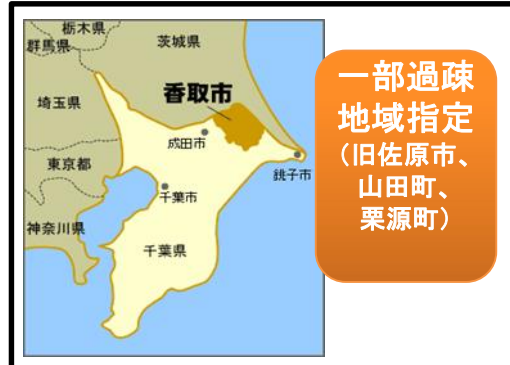 栃木県
群馬県
茨城県
埼玉県
香取市
成田市
東京都
銚子市
千葉市
神奈川県
千葉県
一部過疎
地域指定
（旧佐原市、
山田町、
栗源町）